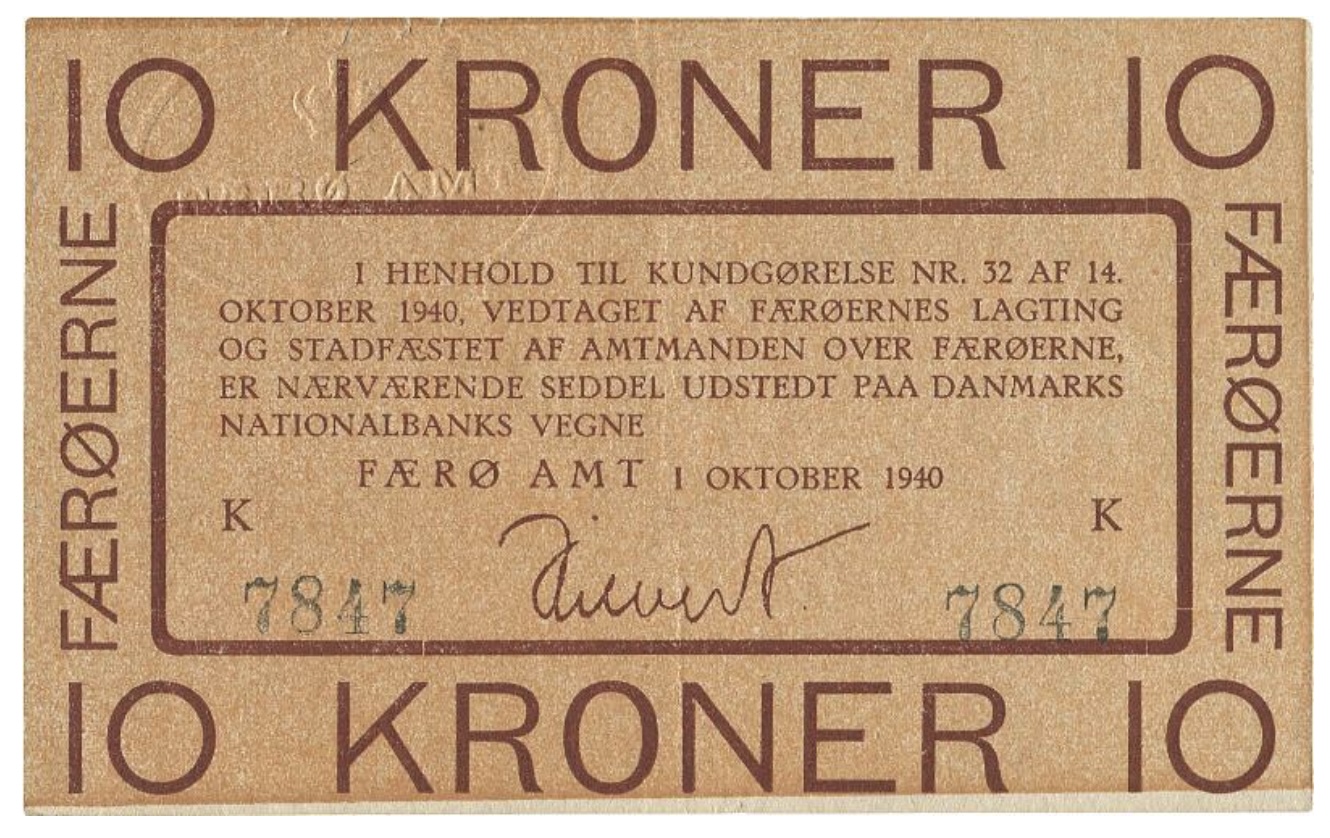 10 KRONER 10
FÆRØERNE
I HENHOLD TIL KUNDGØRELSE NR. 32 AF 14.
OKTOBER 1940, VEDTAGET AF FÆRØERNES LAGTING
OG STADFÆSTET AF AMTMANDEN OVER FÆRØERNE,
ER NÆRVÆRENDE SEDDEL UDSTEDT PAA DANMARKS
NATIONALBANKS VEGNE
FÆRØ AMT I OKTOBER 1940
K K
7847 7847
FÆRØERNE
10 KRONER 10